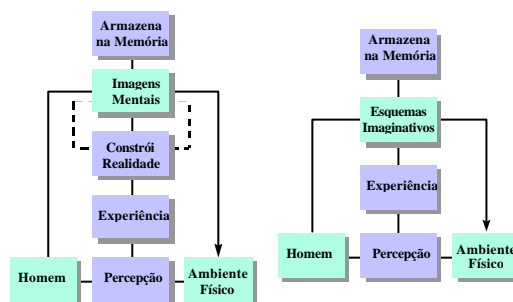 Armazena
na Memória
Imagens
Mentais
Constrói
Realidade
Experiência
Homem
Percepção
Ambiente
Físico
Armazena
na Memória
Esquemas
Imaginativos
Experiência
Homem
Percepção
Ambiente
Físico